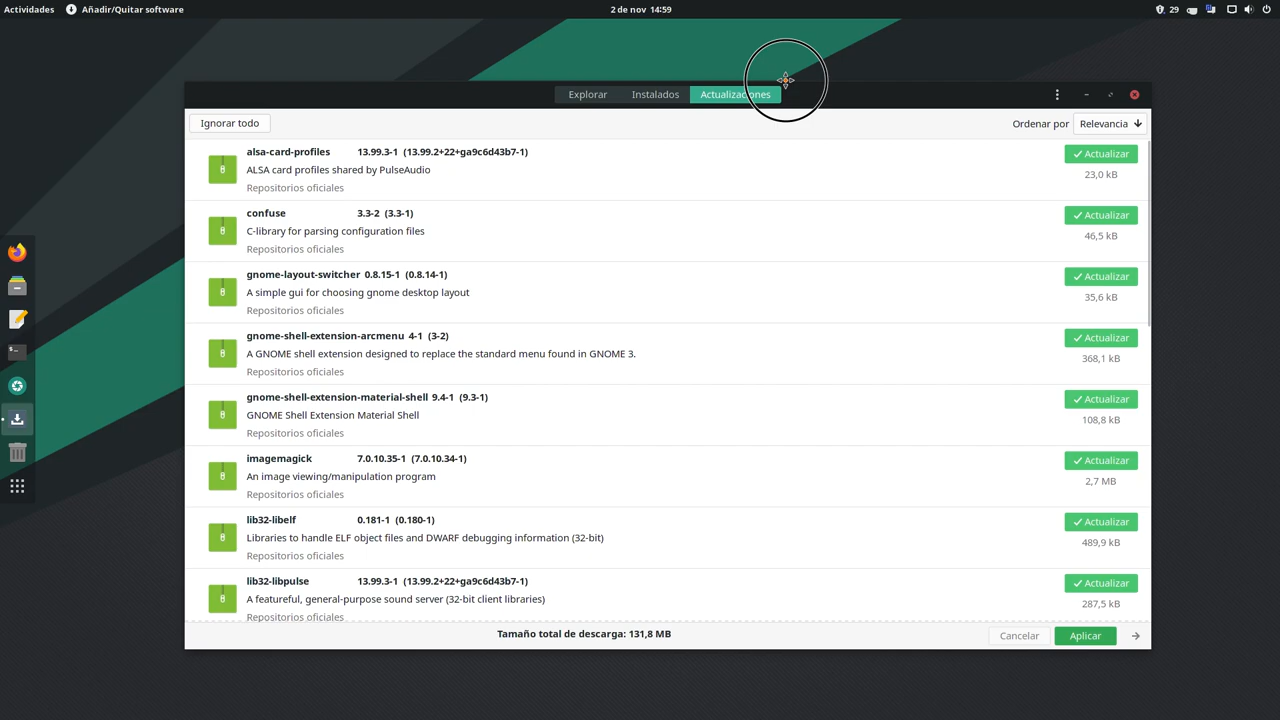 Actividades Añadir/Quitar software 2 de nov 14:59 29
Explorar Instalados Actualizaciones
Ignorar todo Ordenar por Relevancia
alsa-card-profiles 13.99.3-1 (13.99.2+22+ga9c6d43b7-1) Actualizar
ALSA card profiles shared by PulseAudio 23,0 kB
Repositorios oficiales
confuse 3.3-2 (3.3-1) Actualizar
C-library for parsing configuration files 46,5 kB
Repositorios oficiales
gnome-layout-switcher 0.8.15-1 (0.8.14-1) Actualizar
A simple gui for choosing gnome desktop layout 35,6 kB
Repositorios oficiales
gnome-shell-extension-arcmenu 4-1 (3-2) Actualizar
A GNOME shell extension designed to replace the standard menu found in GNOME 3. 368,1 kB
Repositorios oficiales
gnome-shell-extension-material-shell 9.4-1 (9.3-1) Actualizar
GNOME Shell Extension Material Shell 108,8 kB
Repositorios oficiales
imagemagick 7.0.10.35-1 (7.0.10.34-1) Actualizar
An image viewing/manipulation program 2,7 MB
Repositorios oficiales
lib32-libelf 0.181-1 (0.180-1) Actualizar
Libraries to handle ELF object files and DWARF debugging information (32-bit) 489,9 kB
Repositorios oficiales
lib32-libpulse 13.99.3-1 (13.99.2+22+ga9c6d43b7-1) Actualizar
A featureful, general-purpose sound server (32-bit client libraries) 287,5 kB
Repositorios oficiales
Tamaño total de descarga: 131,8 MB Cancelar Aplicar